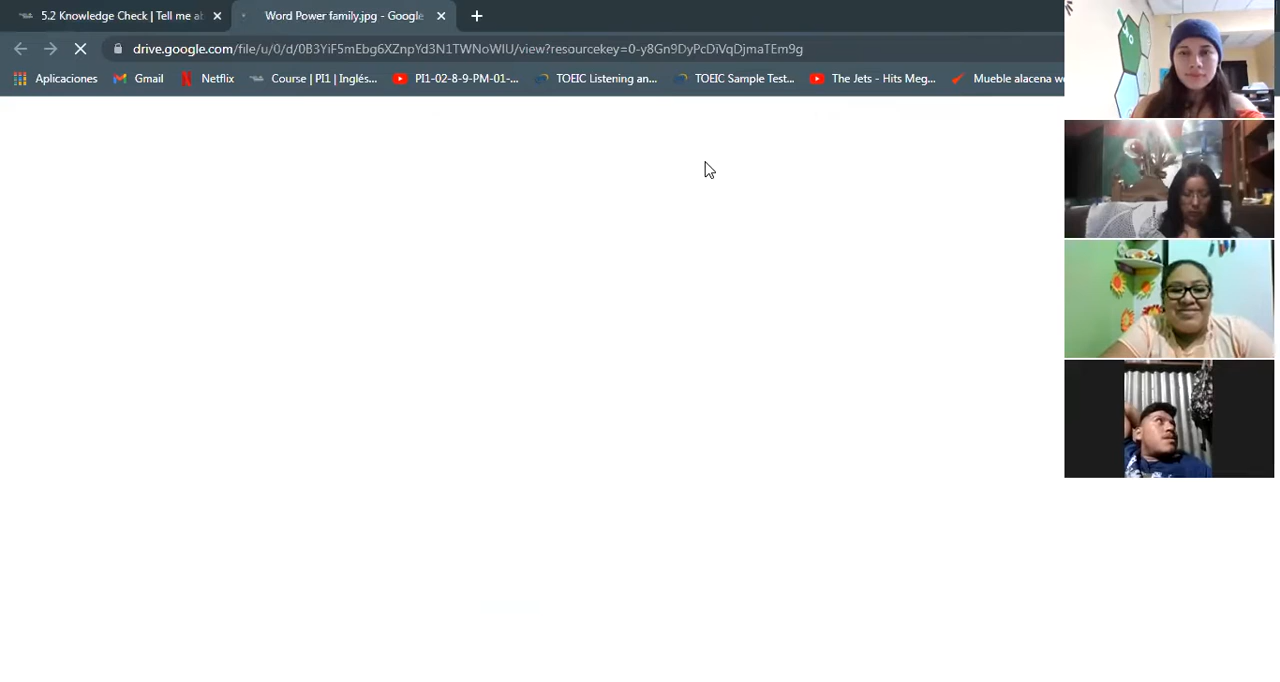 5.2 Knowledge Check | Tell me ab
Word Power family.jpg - Google
drive.google.com/file/u/0/d/0B3YiF5mEbg6XZnpYd3N1TWNoWlU/view?resourcekey=0-y8Gn9DyPcDiVqDjmaTEm9g
Aplicaciones Gmail Netflix Course | PI1 | Inglés... PI1-02-8-9-PM-01-... TOEIC Listening an... TOEIC Sample Test... The Jets - Hits Meg... Mueble alacena we